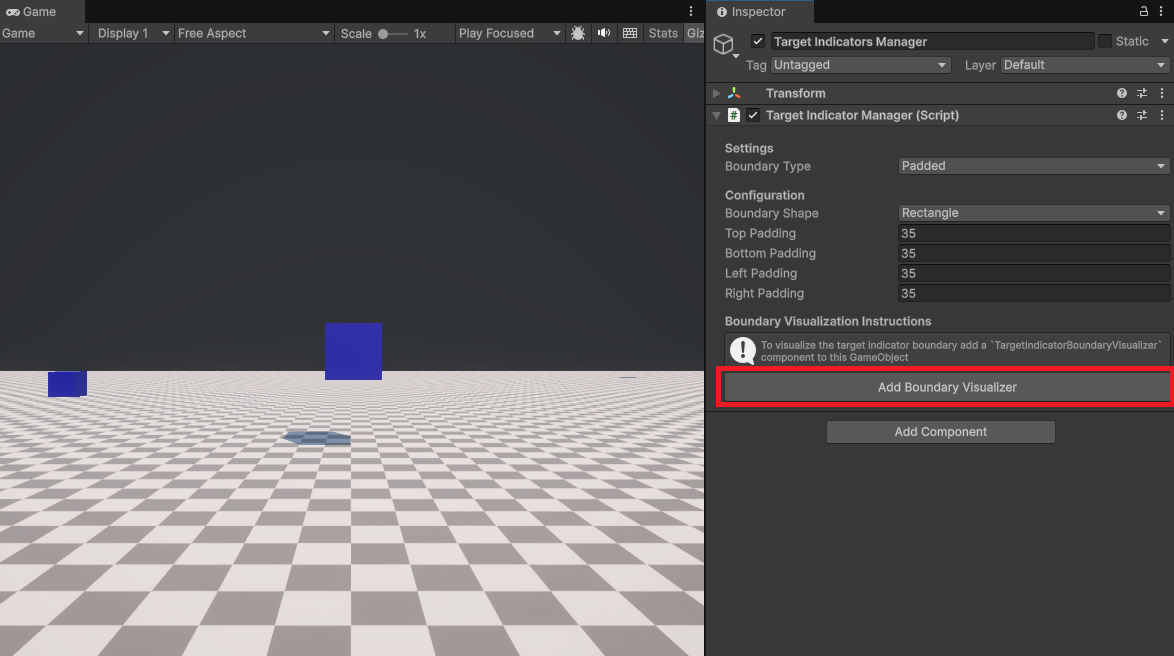 Game
Game Display 1 Free Aspect Scale 1x Play Focused Stats Giz
Inspector
Target Indicators Manager Static
Tag Untagged Layer Default
Transform
# Target Indicator Manager (Script)
Settings
Boundary Type Padded
Configuration
Boundary Shape Rectangle
Top Padding 35
Bottom Padding 35
Left Padding 35
Right Padding 35
Boundary Visualization Instructions
To visualize the target indicator boundary add a `TargetIndicatorBoundaryVisualizer`
component to this GameObject
Add Boundary Visualizer
Add Component